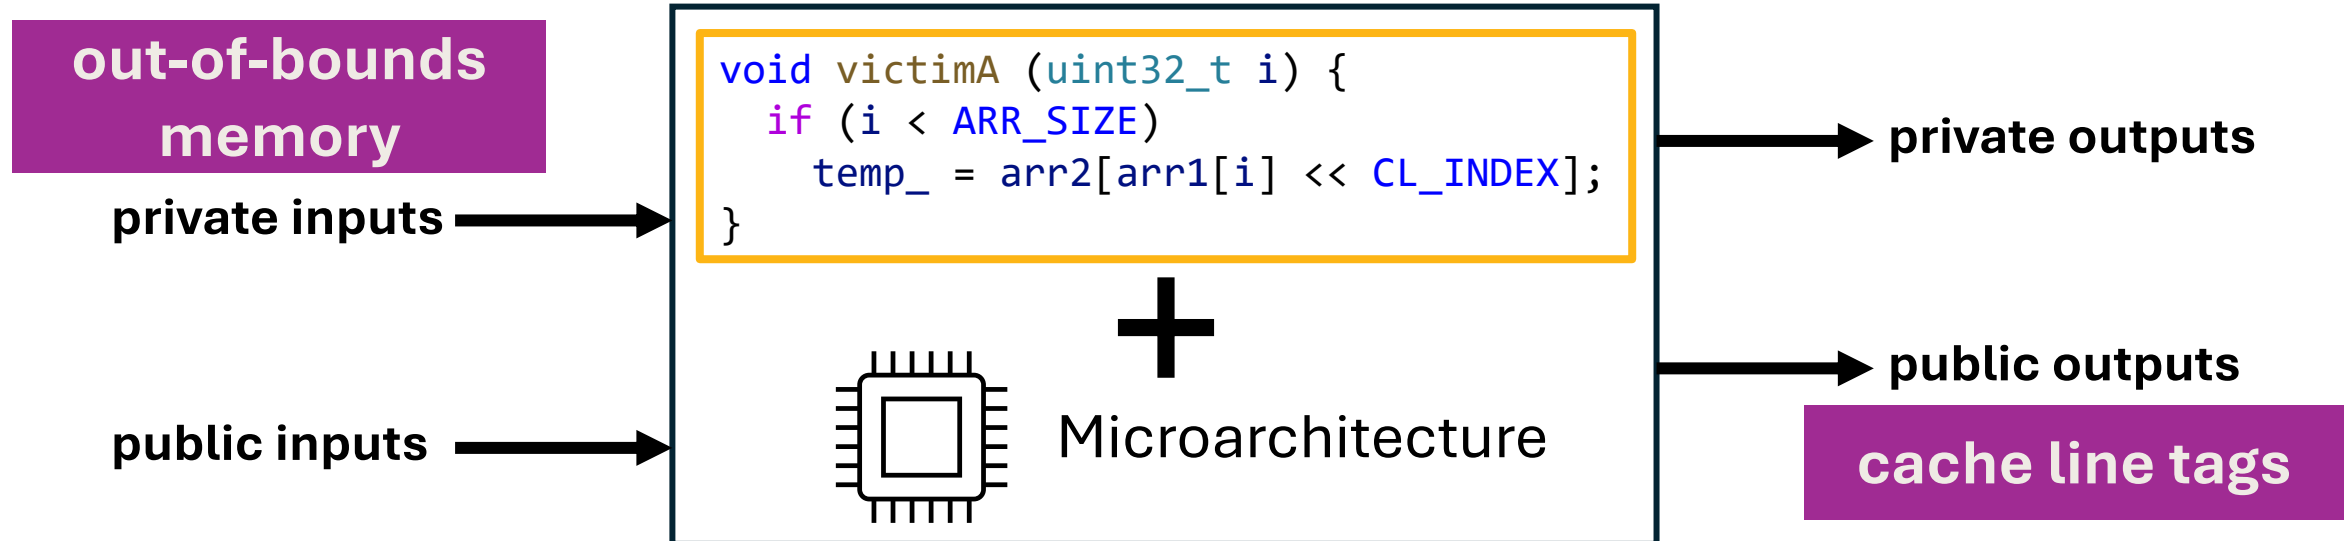 out-of-bounds
memory
private inputs
public inputs
void victimA (uint32_t i) {
  if (i < ARR_SIZE)
    temp_ = arr2[arr1[i] << CL_INDEX];
}
+
Microarchitecture
private outputs
public outputs
cache line tags